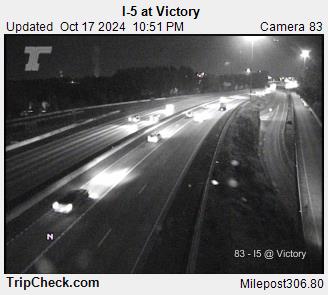 I-5 at Victory
Updated Oct 17 2024 10:51 PM Camera 83
T
N
83 - I5 @ Victory
TripCheck.com Milepost306.80